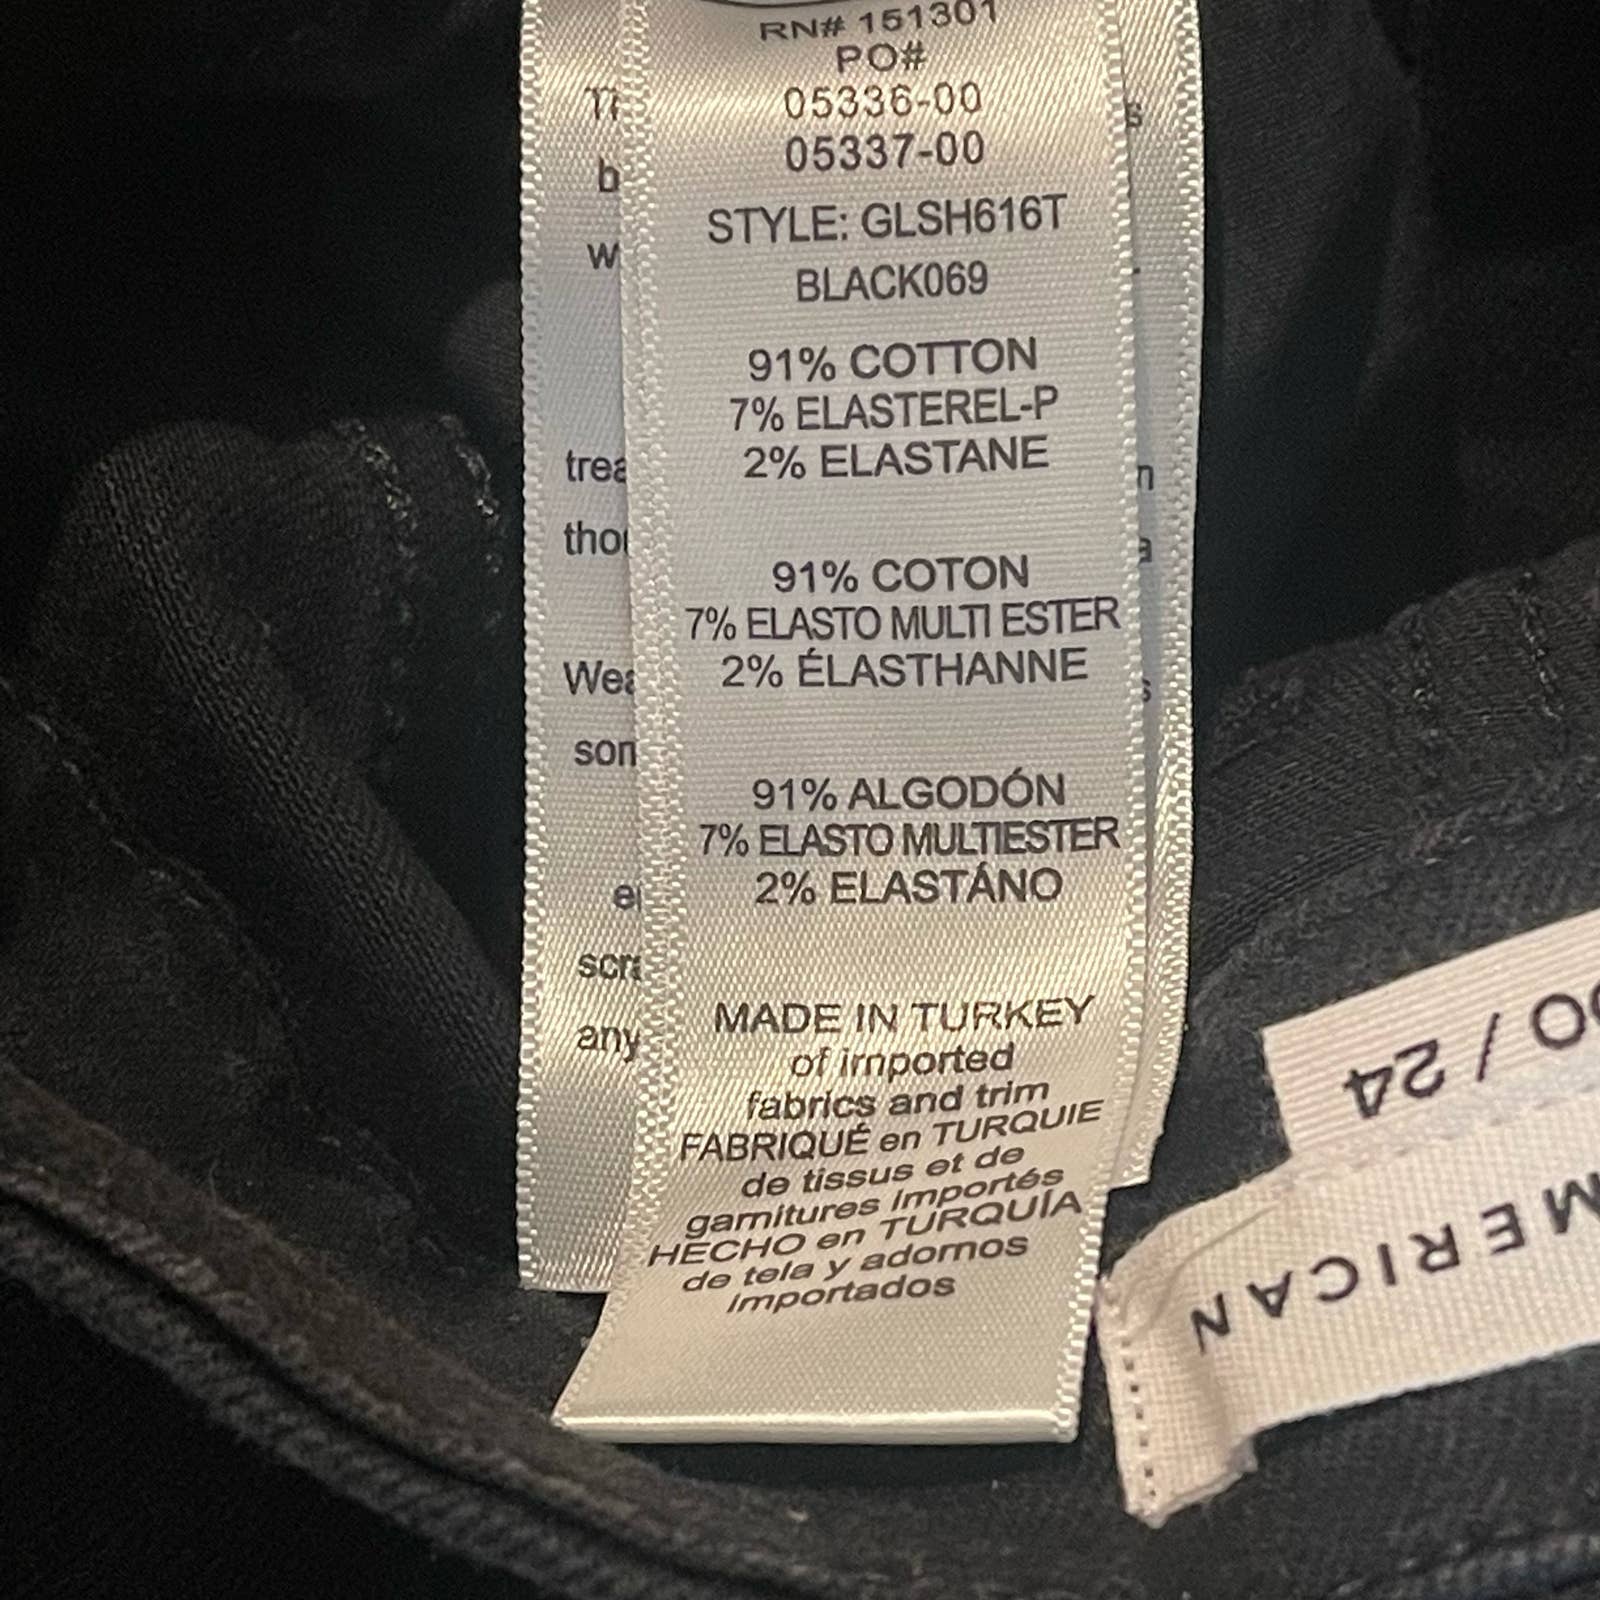 RN# 151301
PO#
05336-00
05337-00
STYLE: GLSH616T
BLACK069
91% COTTON
7% ELASTEREL-P
2% ELASTANE
91% COTON
7% ELASTO MULTI ESTER
2% ÉLASTHANNE
91% ALGODÓN
7% ELASTO MULTIESTER
2% ELASTÁNO
MADE IN TURKEY
of imported
fabrics and trim
FABRIQUÉ en TURQUIE
de tissus et de
garnitures importés
HECHO en TURQUÍA
de tela y adornos
importados
00 / 24
MERICAN